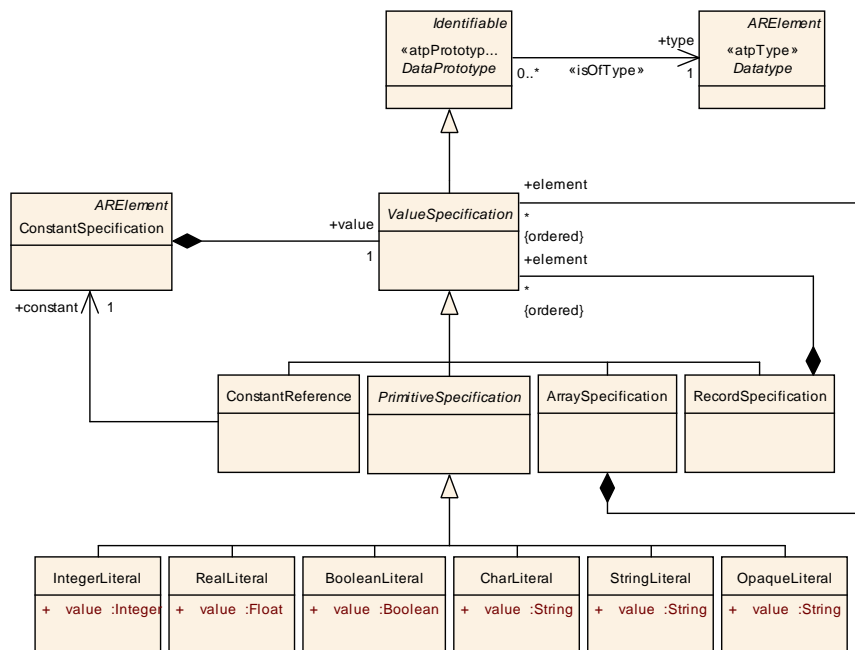 Identifiable
«atpPrototyp...
DataPrototype
+type
0..*
«isOfType»
1
ARElement
«atpType»
Datatype
ARElement
ConstantSpecification
+value
1
ValueSpecification
+element
*
{ordered}
+element
*
{ordered}
+constant
1
ConstantReference
PrimitiveSpecification
ArraySpecification
RecordSpecification
IntegerLiteral
+ value :Integer
RealLiteral
+ value :Float
BooleanLiteral
+ value :Boolean
CharLiteral
+ value :String
StringLiteral
+ value :String
OpaqueLiteral
+ value :String